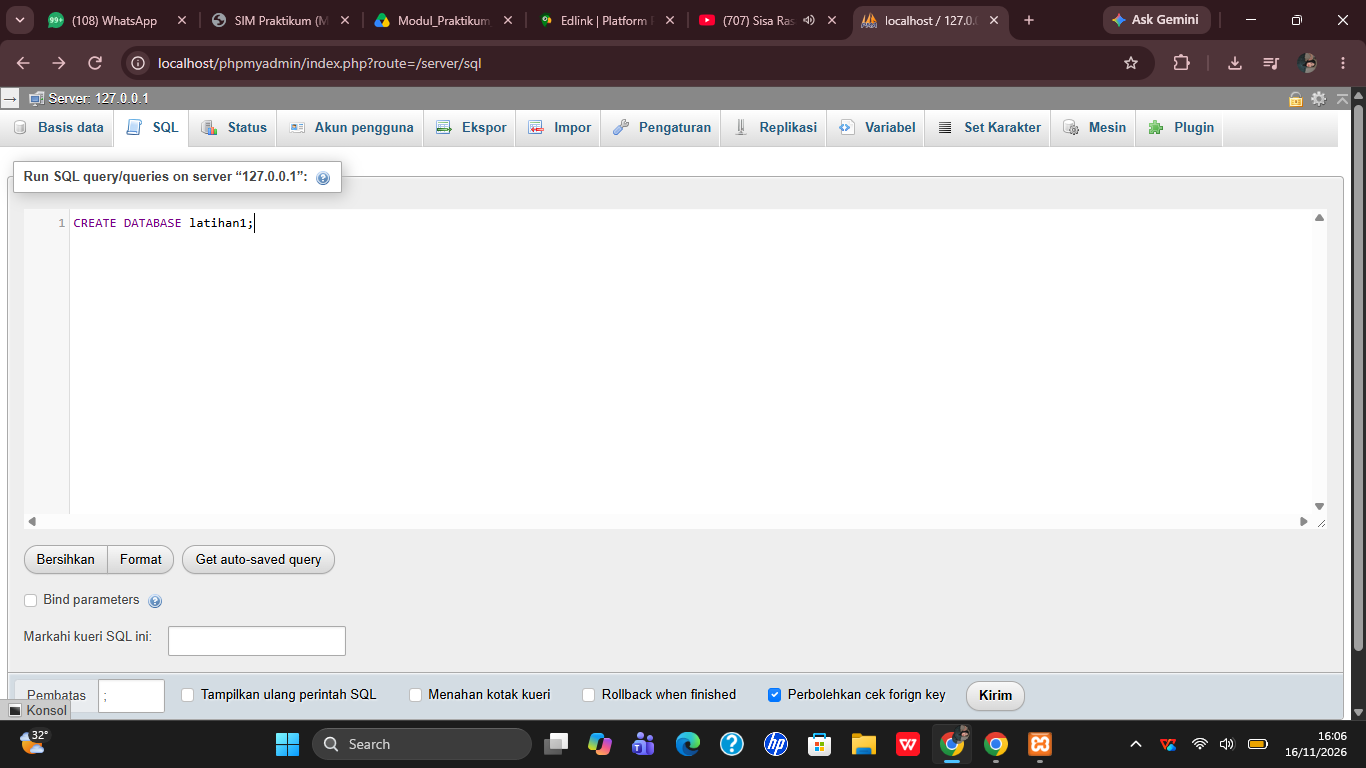 99+ (108) WhatsApp
SIM Praktikum (M
Modul_Praktikum
Edlink | Platform
(707) Sisa Ras
localhost / 127.0.
Ask Gemini
localhost/phpmyadmin/index.php?route=/server/sql
Server: 127.0.0.1
Basis data SQL Status Akun pengguna Ekspor Impor Pengaturan Replikasi Variabel Set Karakter Mesin Plugin
Run SQL query/queries on server “127.0.0.1”:
1 CREATE DATABASE latihan1;
Bersihkan Format Get auto-saved query
Bind parameters
Markahi kueri SQL ini:
Pembatas ; Tampilkan ulang perintah SQL Menahan kotak kueri Rollback when finished Perbolehkan cek forign key Kirim
Konsol
32°
Search
16:06
16/11/2026